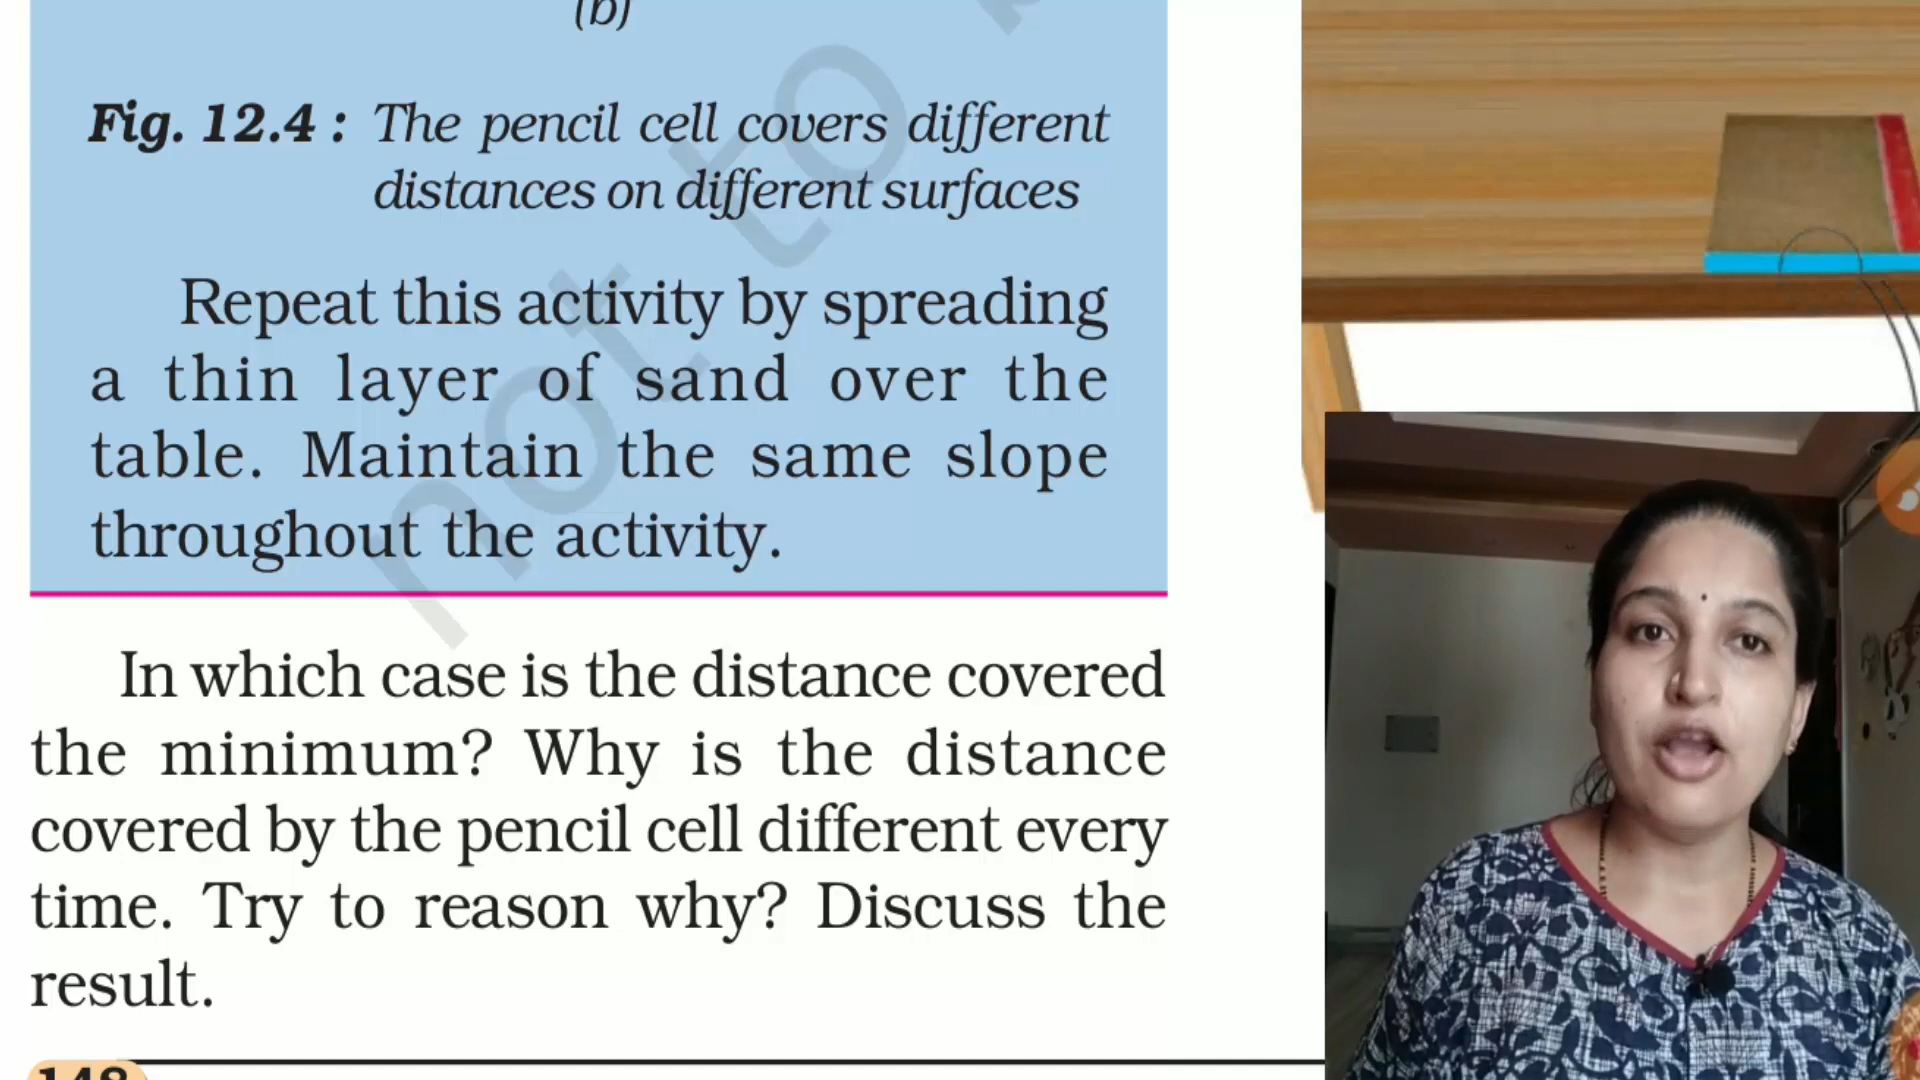 (b)
Fig. 12.4 : The pencil cell covers different
distances on different surfaces
Repeat this activity by spreading
a thin layer of sand over the
table. Maintain the same slope
throughout the activity.
not to
In which case is the distance covered
the minimum? Why is the distance
covered by the pencil cell different every
time. Try to reason why? Discuss the
result.
148